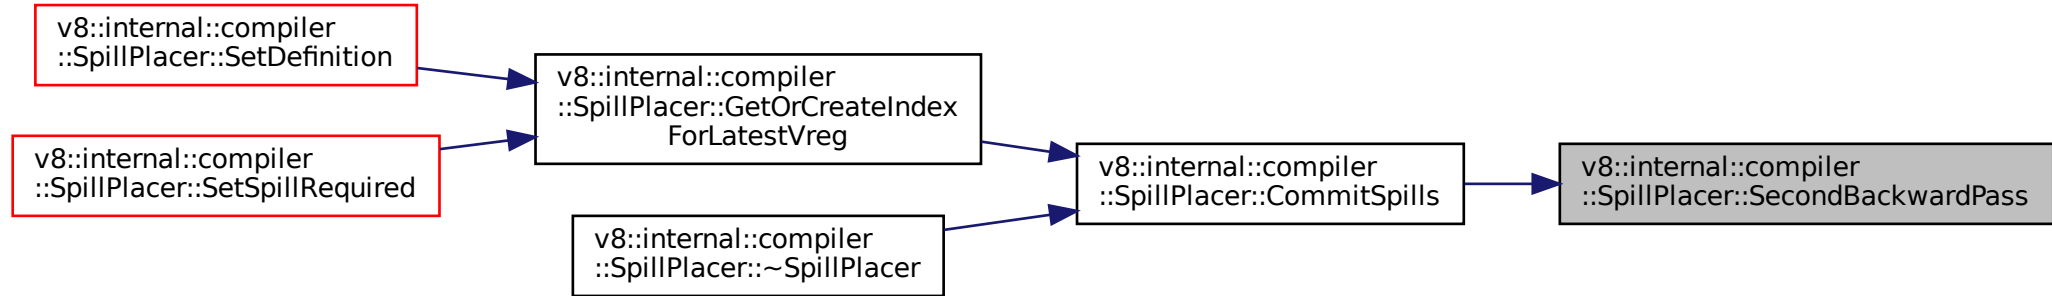 v8::internal::compiler
::SpillPlacer::SetDefinition
v8::internal::compiler
::SpillPlacer::SetSpillRequired
v8::internal::compiler
::SpillPlacer::GetOrCreateIndex
ForLatestVreg
v8::internal::compiler
::SpillPlacer::~SpillPlacer
v8::internal::compiler
::SpillPlacer::CommitSpills
v8::internal::compiler
::SpillPlacer::SecondBackwardPass